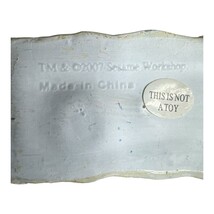 TM & ©2007 Sesame Workshop
Made in China
THIS IS NOT
A TOY